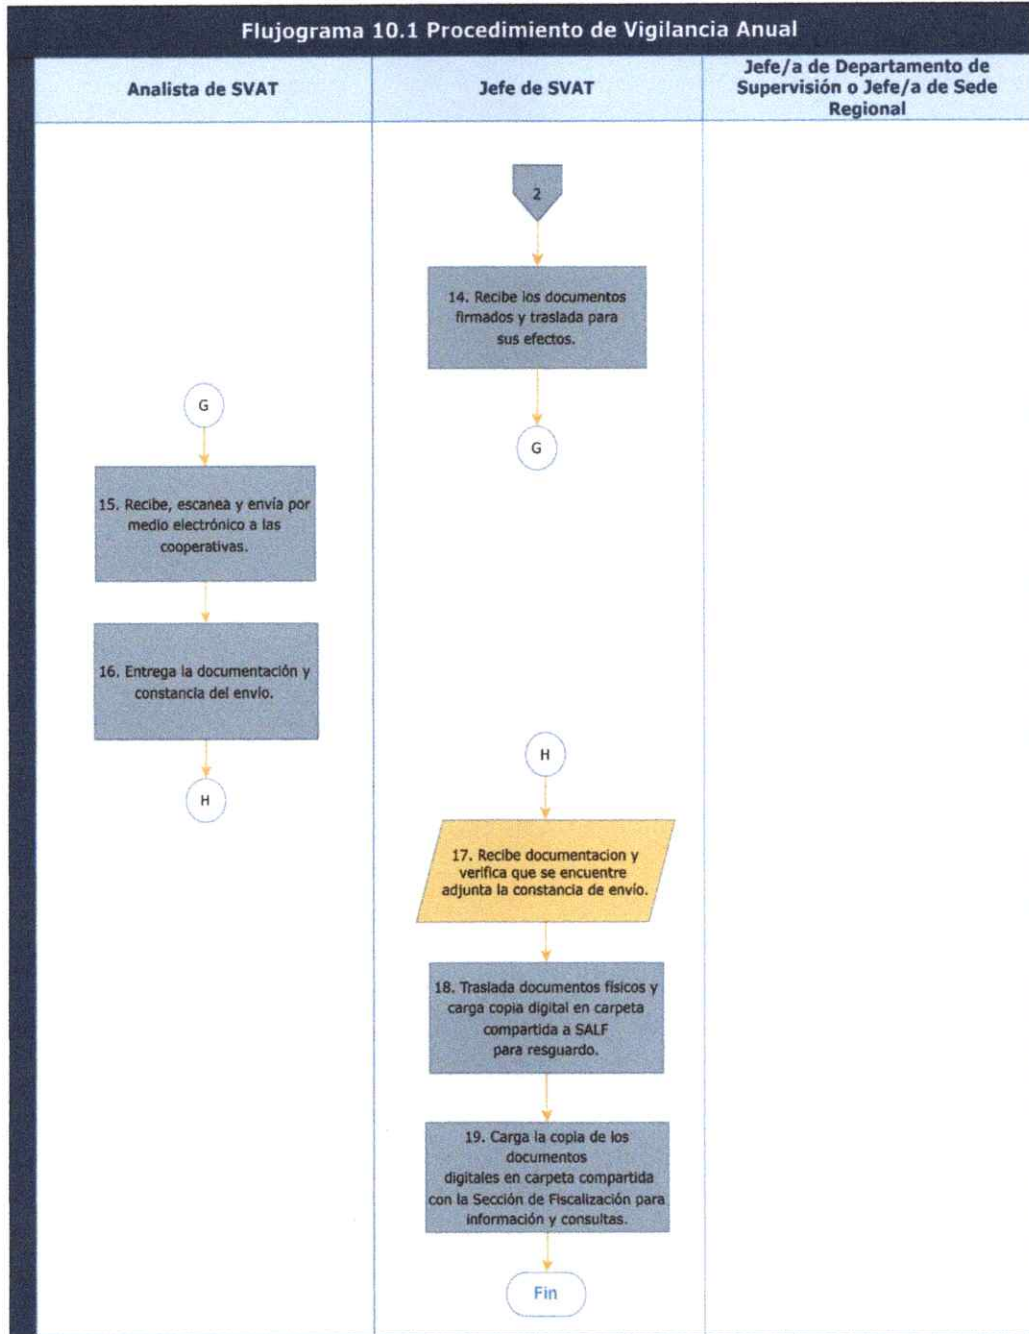 Flujograma 10.1 Procedimiento de Vigilancia Anual
Analista de SVAT
Jefe de SVAT
Jefe/a de Departamento de
Supervisión o Jefe/a de Sede
Regional
2
14. Recibe los documentos
firmados y traslada para
sus efectos.
G
G
15. Recibe, escanea y envía por
medio electrónico a las
cooperativas.
16. Entrega la documentación y
constancia del envío.
H
H
17. Recibe documentacion y
verifica que se encuentre
adjunta la constancia de envío.
18. Traslada documentos físicos y
carga copia digital en carpeta
compartida a SALF
para resguardo.
19. Carga la copia de los
documentos
digitales en carpeta compartida
con la Sección de Fiscalización para
información y consultas.
Fin